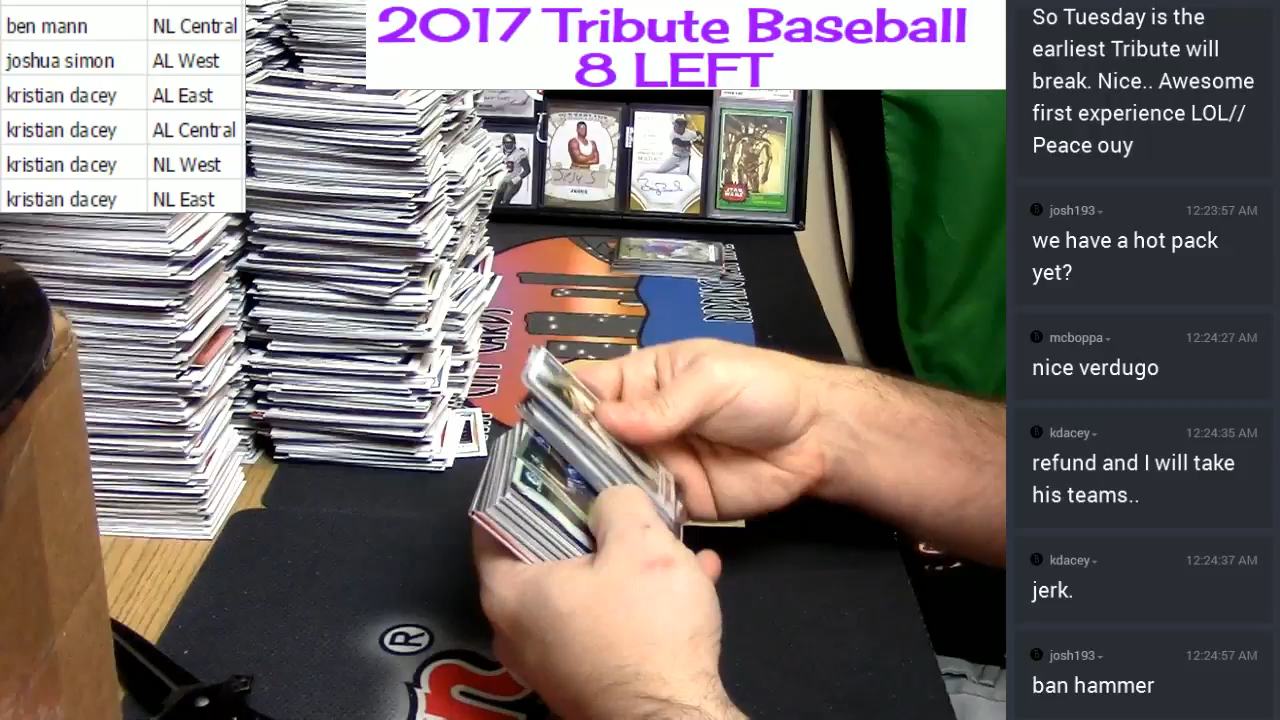 ben mann NL Central
joshua simon AL West
kristian dacey AL East
kristian dacey AL Central
kristian dacey NL West
kristian dacey NL East
2017 Tribute Baseball
8 LEFT
STAR
WARS
CITY CARDS
®
So Tuesday is the
earliest Tribute will
break. Nice.. Awesome
first experience LOL//
Peace ouy
josh193 12:23:57 AM
we have a hot pack
yet?
mcboppa 12:24:27 AM
nice verdugo
kdacey 12:24:35 AM
refund and I will take
his teams..
kdacey 12:24:37 AM
jerk.
josh193 12:24:57 AM
ban hammer